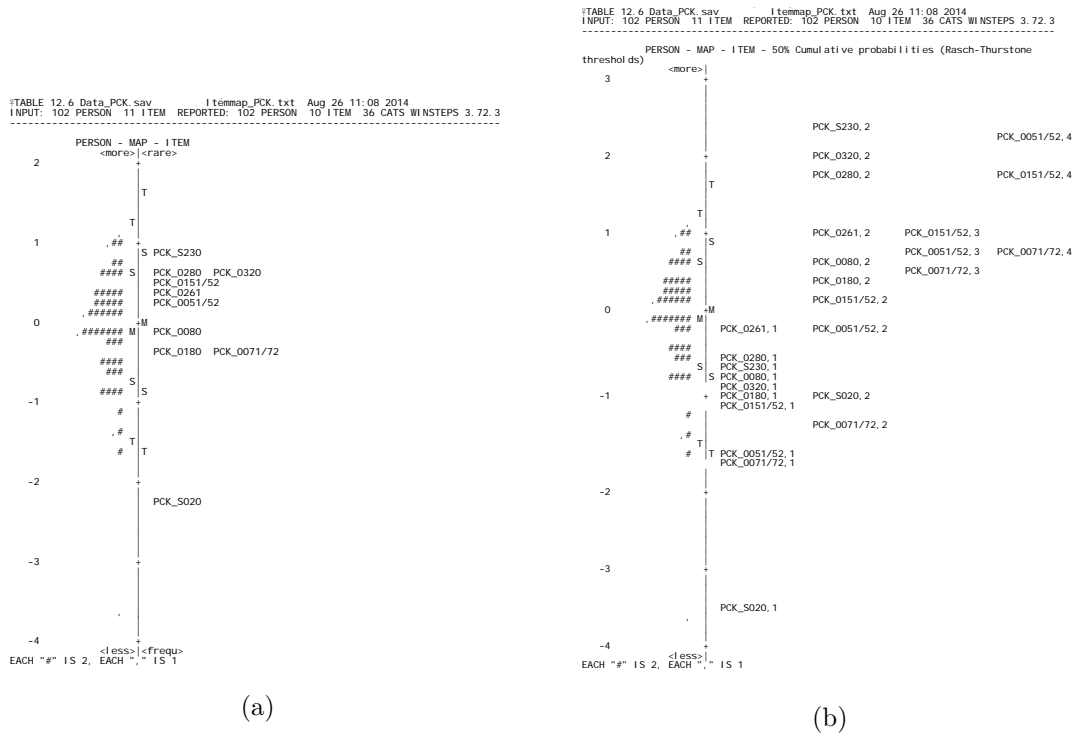 ♀TABLE 12.6 Data_PCK.sav Itemmap_PCK.txt Aug 26 11:08 2014
INPUT: 102 PERSON 11 ITEM REPORTED: 102 PERSON 10 ITEM 36 CATS WINSTEPS 3.72.3
--------------------------------------------------------------------------------
PERSON - MAP - ITEM
<more>|<rare>
2 +
|
|
|T
|
|
T|
. |
1 .## +
|S PCK_S230
## |
#### S| PCK_0280 PCK_0320
| PCK_0151/52
##### | PCK_0261
##### | PCK_0051/52
.###### |
0 +M
.####### M| PCK_0080
### |
| PCK_0180 PCK_0071/72
#### |
### |
S|
#### |S
-1 +
# |
|
.# |
T|
# |T
|
-2 +
|
| PCK_S020
|
|
-3 +
|
|
. |
|
-4 +
<less>|<frequ>
EACH "#" IS 2, EACH "." IS 1
(a)
♀TABLE 12.6 Data_PCK.sav Itemmap_PCK.txt Aug 26 11:08 2014
INPUT: 102 PERSON 11 ITEM REPORTED: 102 PERSON 10 ITEM 36 CATS WINSTEPS 3.72.3
--------------------------------------------------------------------------------
PERSON - MAP - ITEM - 50% Cumulative probabilities (Rasch-Thurstone
thresholds)
<more>|
3 +
|
|
| PCK_S230,2
| PCK_0051/52,4
2 + PCK_0320,2
|
| PCK_0280,2 PCK_0151/52,4
|T
|
T|
. |
1 .## + PCK_0261,2 PCK_0151/52,3
|S
## | PCK_0051/52,3 PCK_0071/72,4
#### S| PCK_0080,2
| PCK_0071/72,3
##### | PCK_0180,2
##### |
.###### | PCK_0151/52,2
0 +M
.####### M|
### | PCK_0261,1 PCK_0051/52,2
|
#### |
### | PCK_0280,1
S| PCK_S230,1
#### |S PCK_0080,1
| PCK_0320,1
-1 + PCK_0180,1 PCK_S020,2
| PCK_0151/52,1
# |
| PCK_0071/72,2
.# |
T|
# |T PCK_0051/52,1
| PCK_0071/72,1
|
-2 +
|
|
-3 +
|
| PCK_S020,1
. |
|
-4 +
<less>|
EACH "#" IS 2, EACH "." IS 1
(b)